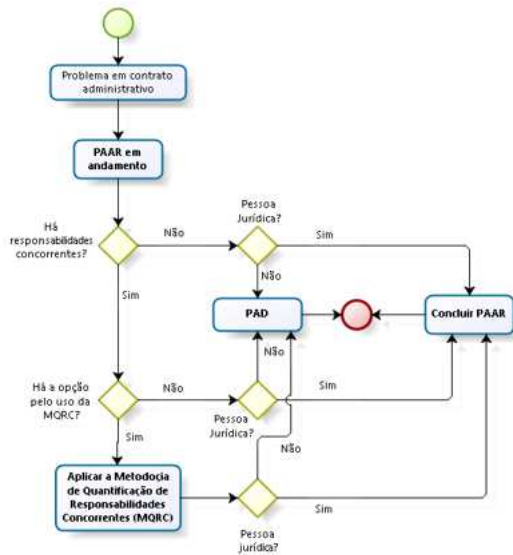 Problema em contrato
administrativo
PAAR em
andamento
Há
responsabilidades
concorrentes?
Não
Pessoa
Jurídica?
Sim
Não
Sim
PAD
Concluir PAAR
Há a opção
pelo uso da
MQRC?
Não
Pessoa
Jurídica?
Não
Sim
Sim
Não
Aplicar a Metodoçia
de Quantificação de
Responsabilidades
Concorrentes (MQRC)
Pessoa
jurídica?
Sim